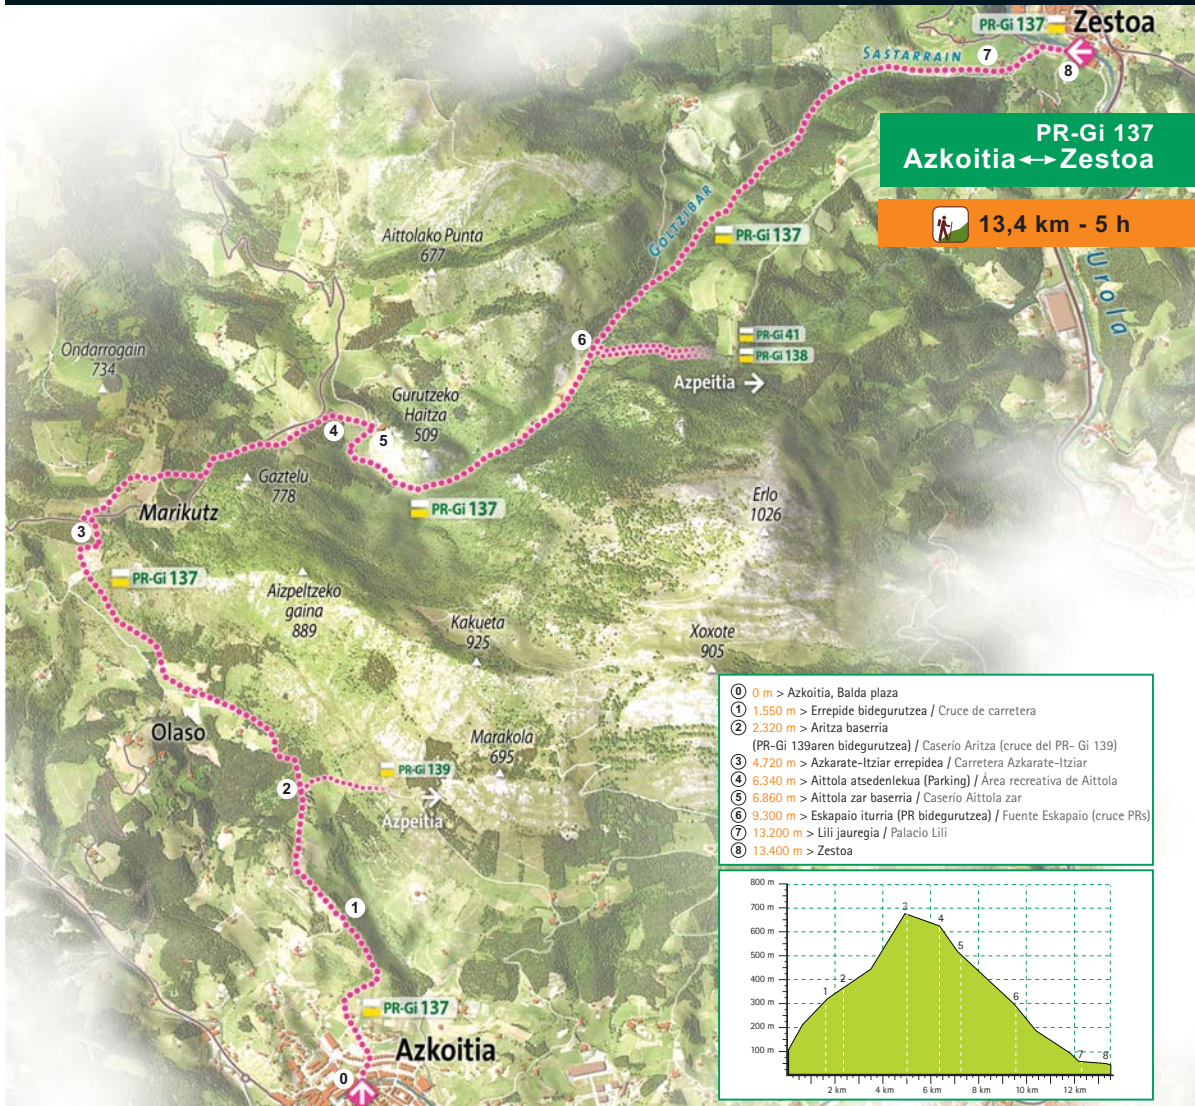 PR-Gi 137
Zestoa
SASTARRAIN
7
8
PR-Gi 137
Azkoitia ↔ Zestoa
13,4 km - 5 h
GOLTZIBAR
PR-Gi 137
Urola
Aittolako Punta
677
6
PR-Gi 41
PR-Gi 138
Azpeitia →
Ondarrogain
734
Gurutzeko
Haitza
509
4
5
Gaztelu
778
PR-Gi 137
Erlo
1026
Marikutz
3
PR-Gi 137
Aizpeltzeko
gaina
889
Kakueta
925
Xoxote
905
Olaso
Marakola
695
2
PR-Gi 139
→
Azpeitia
1
PR-Gi 137
Azkoitia
0
0 0 m > Azkoitia, Balda plaza
1 1.550 m > Errepide bidegurutzea / Cruce de carretera
2 2.320 m > Aritza baserria
(PR-Gi 139aren bidegurutzea) / Caserío Aritza (cruce del PR- Gi 139)
3 4.720 m > Azkarate-Itziar errepidea / Carretera Azkarate-Itziar
4 6.340 m > Aittola atsedenlekua (Parking) / Área recreativa de Aittola
5 6.860 m > Aittola zar baserria / Caserío Aittola zar
6 9.300 m > Eskapaio iturria (PR bidegurutzea) / Fuente Eskapaio (cruce PRs)
7 13.200 m > Lili jauregia / Palacio Lili
8 13.400 m > Zestoa
800 m
700 m
600 m
500 m
400 m
300 m
200 m
100 m
1
2
3
4
5
6
7
8
2 km
4 km
6 km
8 km
10 km
12 km